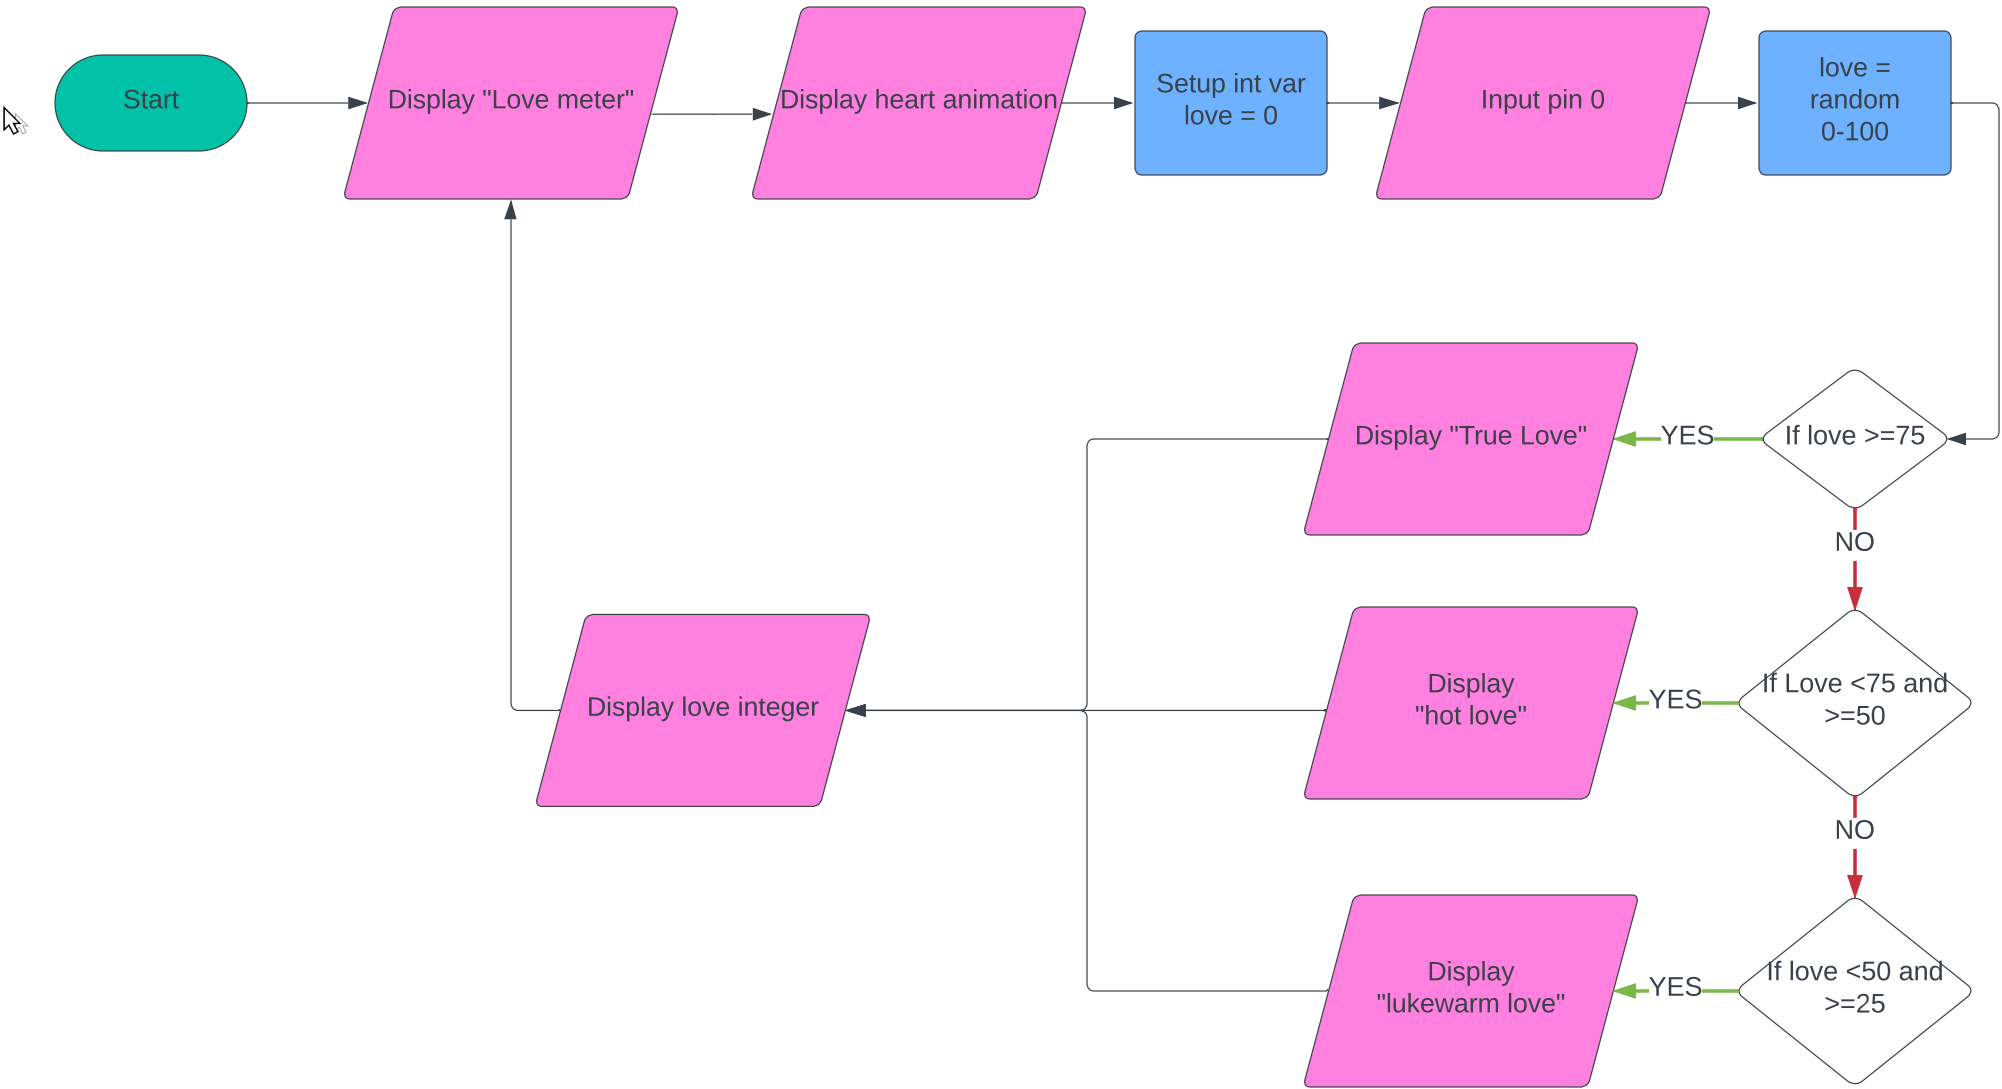 Start
Display "Love meter"
Display heart animation
Setup int var
love = 0
Input pin 0
love =
random
0-100
If love >=75
YES
Display "True Love"
NO
If Love <75 and
>=50
YES
Display
"hot love"
Display love integer
NO
If love <50 and
>=25
YES
Display
"lukewarm love"